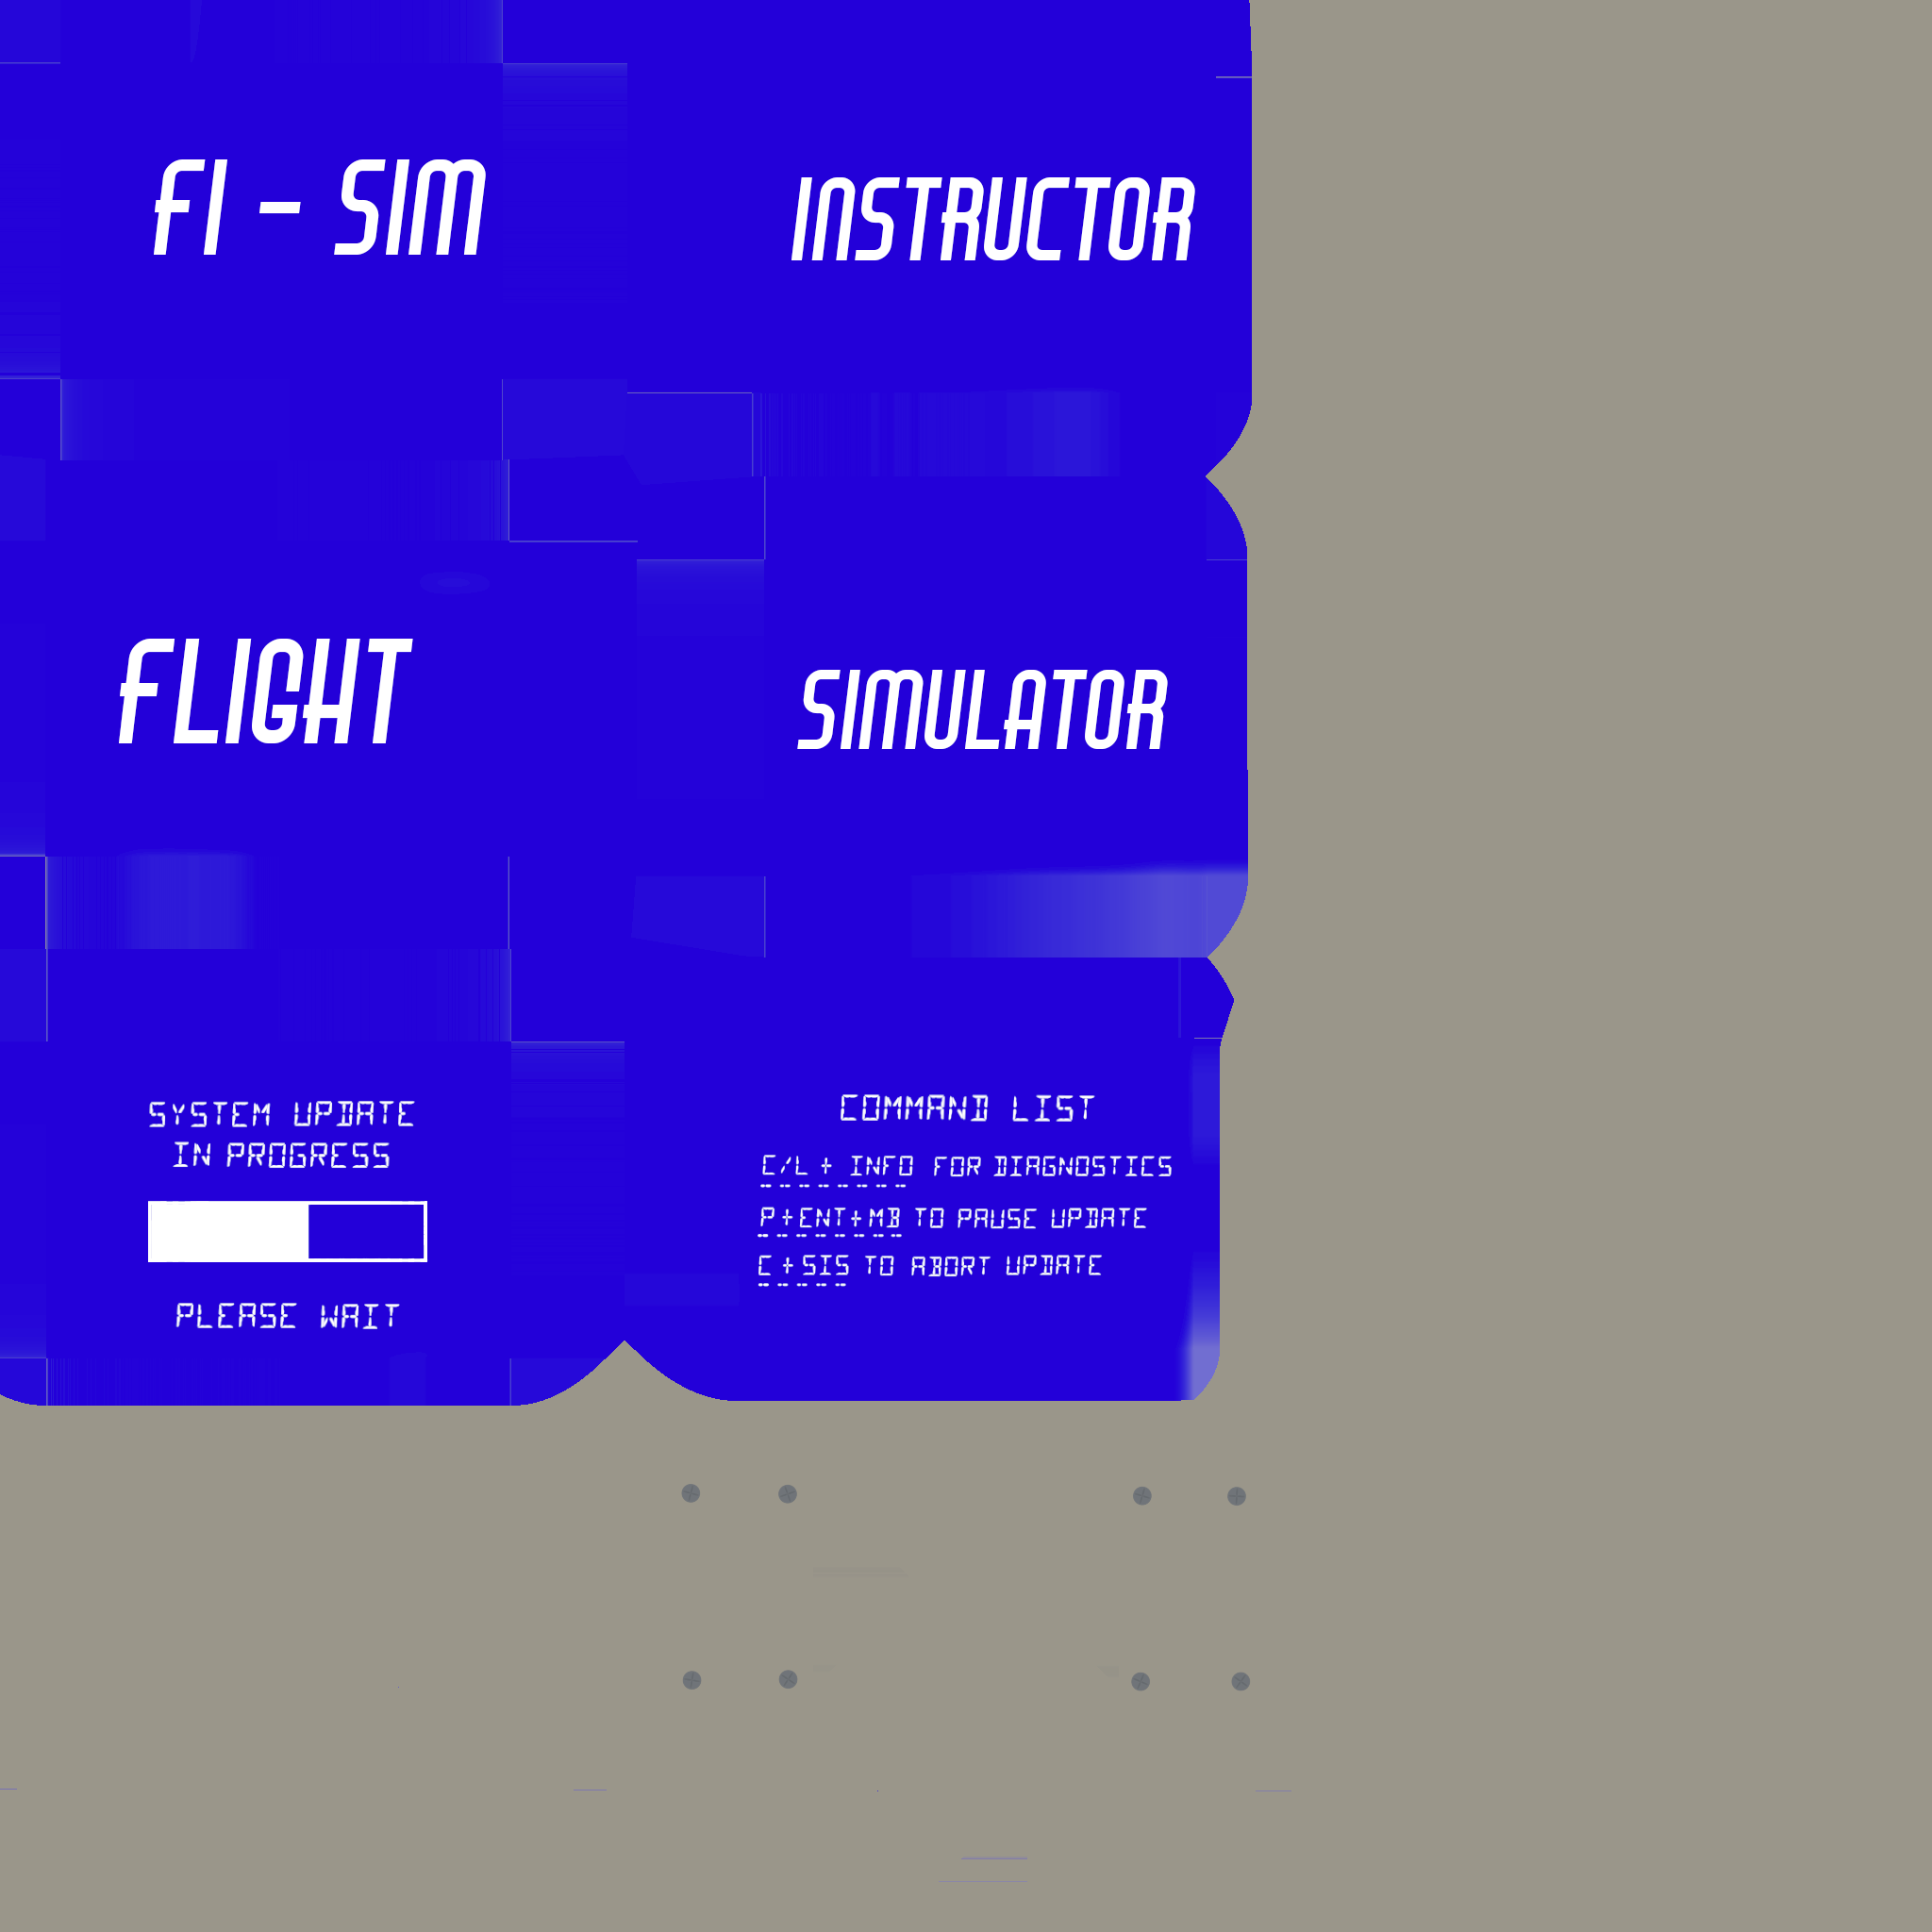 FI - SIM
INSTRUCTOR
FLIGHT
SIMULATOR
SYSTEM UPDATE
IN PROGRESS
PLEASE WAIT
COMMAND LIST
C/L + INFO FOR DIAGNOSTICS
P+ENT+MB TO PAUSE UPDATE
C+SIS TO ABORT UPDATE